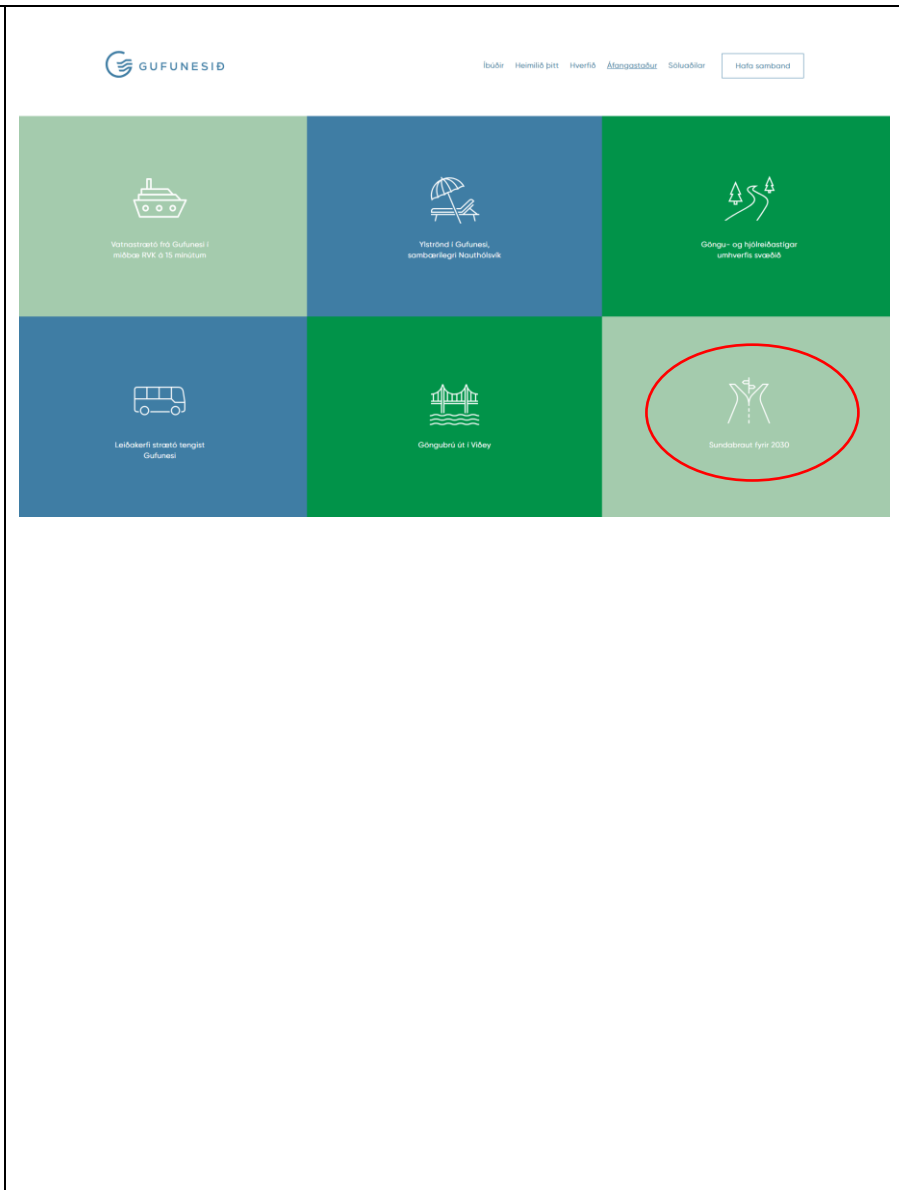 GUFUNESIÐ
Íbúðir Heimilið þitt Hverfið Áfangastaður Söluaðilar Hafa samband
Vatnastrætó frá Gufunesi í
miðbæ RVK á 15 mínútum
Ylströnd í Gufunesi,
sambærilegri Nauthólsvík
Göngu- og hjólreiðastígar
umhverfis svæðið
Leiðakerfi strætó tengist
Gufunesi
Göngubrú út í Viðey
Sundabraut fyrir 2030